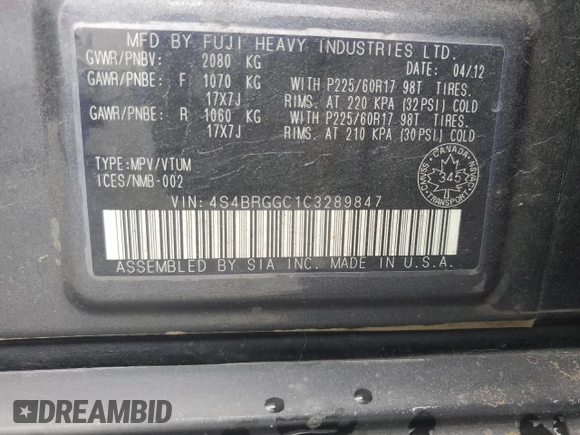 MFD BY FUJI HEAVY INDUSTRIES LTD.
GVWR/PNBV: 2080 KG DATE: 04/12
GAWR/PNBE: F 1070 KG WITH P225/60R17 98T TIRES.
17X7J RIMS. AT 220 KPA (32PSI) COLD
GAWR/PNBE: R 1060 KG WITH P225/60R17 98T TIRES.
17X7J RIMS. AT 210 KPA (30PSI) COLD
TYPE:MPV/VTUM
ICES/NMB-002
CANADA
345
TRANSPORT
VIN: 4S4BRGGC1C3289847
ASSEMBLED BY SIA INC. MADE IN U.S.A.
DREAMBID